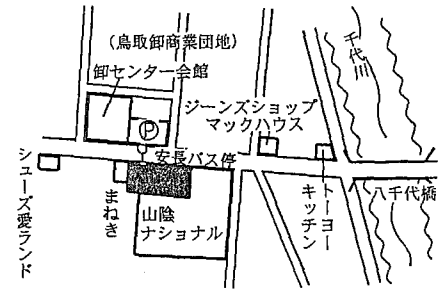 (鳥取卸商業団地)
卸センター会館
Ⓟ
ジーンズショップ
マックハウス
千代川
安長バス停
シューズ愛ランド
まねき
山陰
ナショナル
トーヨー
キッチン
八千代橋